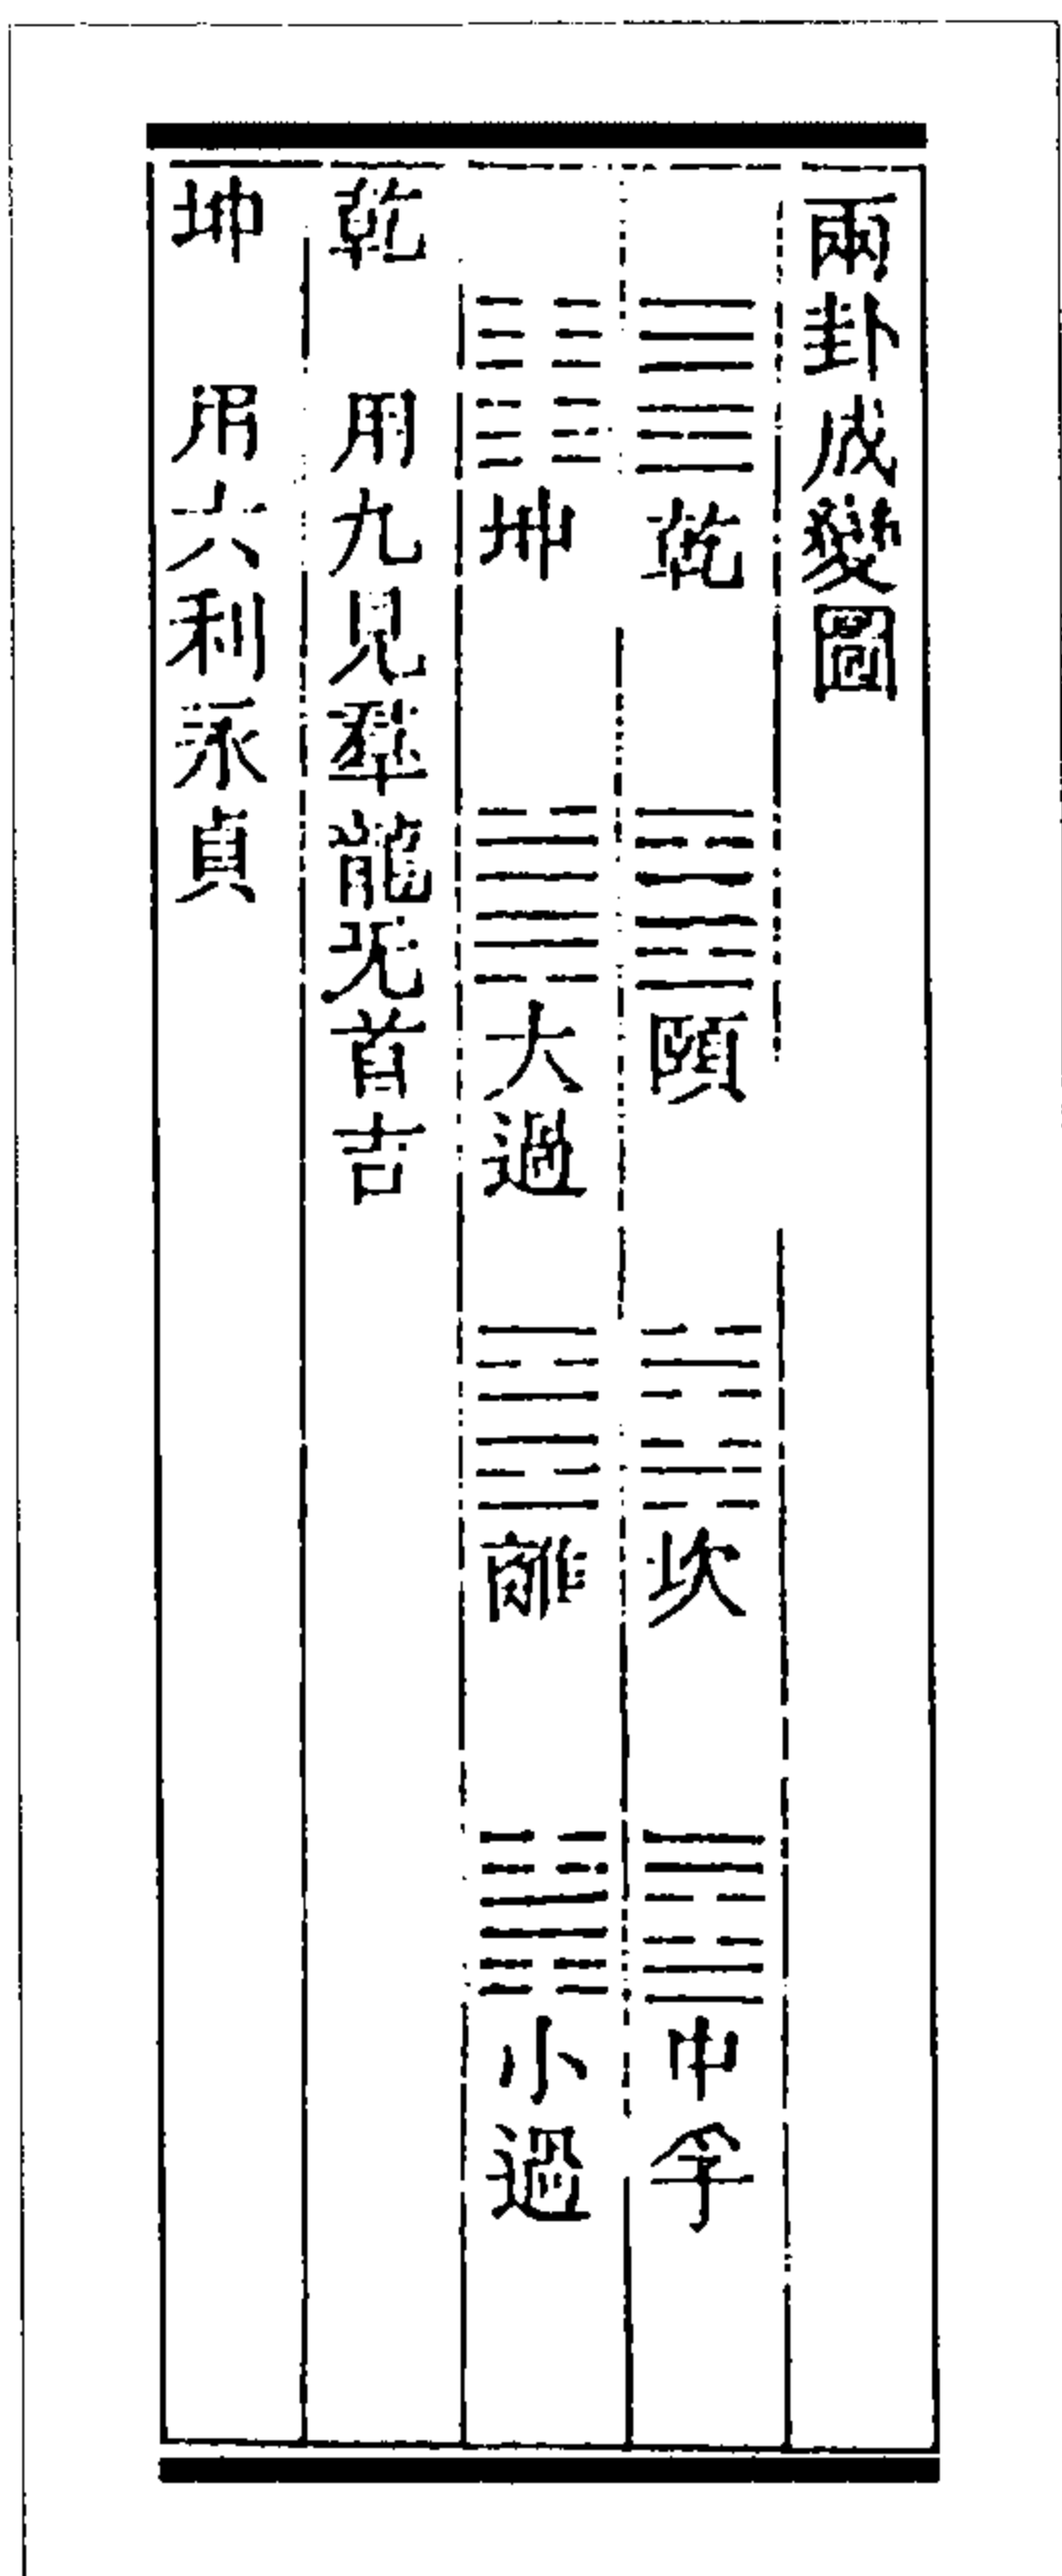 兩卦成變圖
乾 頤 坎 中孚
坤 大過 離 小過
乾 用九見羣龍无首吉
坤 用六利永貞